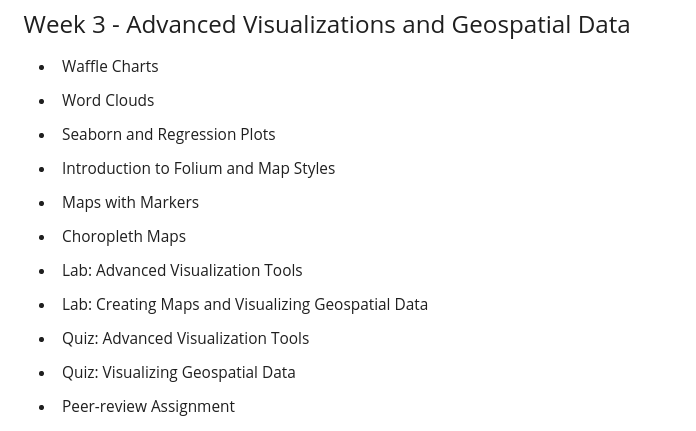 Week 3 - Advanced Visualizations and Geospatial Data
• Waffle Charts
• Word Clouds
• Seaborn and Regression Plots
• Introduction to Folium and Map Styles
• Maps with Markers
• Choropleth Maps
• Lab: Advanced Visualization Tools
• Lab: Creating Maps and Visualizing Geospatial Data
• Quiz: Advanced Visualization Tools
• Quiz: Visualizing Geospatial Data
• Peer-review Assignment